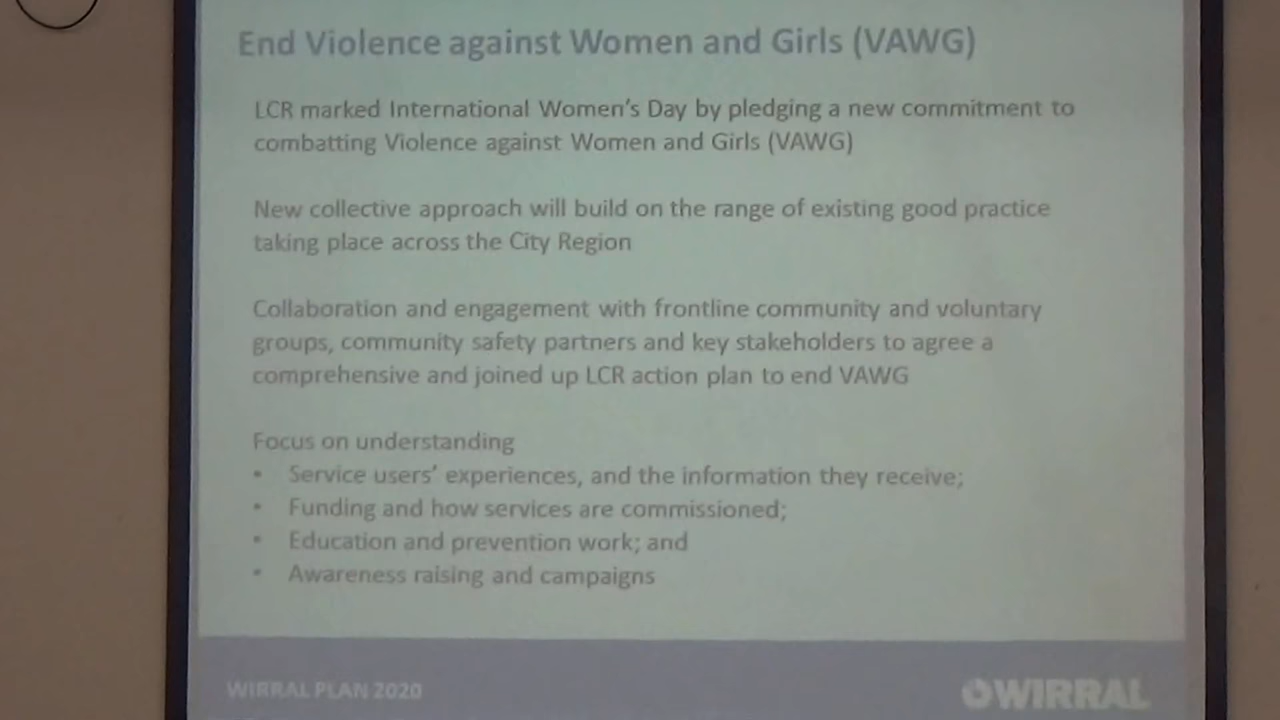 End Violence against Women and Girls (VAWG)
LCR marked International Women's Day by pledging a new commitment to
combatting Violence against Women and Girls (VAWG)
New collective approach will build on the range of existing good practice
taking place across the City Region
Collaboration and engagement with frontline community and voluntary
groups, community safety partners and key stakeholders to agree a
comprehensive and joined up LCR action plan to end VAWG
Focus on understanding
• Service users' experiences, and the information they receive;
• Funding and how services are commissioned;
• Education and prevention work; and
• Awareness raising and campaigns
WIRRAL PLAN 2020
WIRRAL